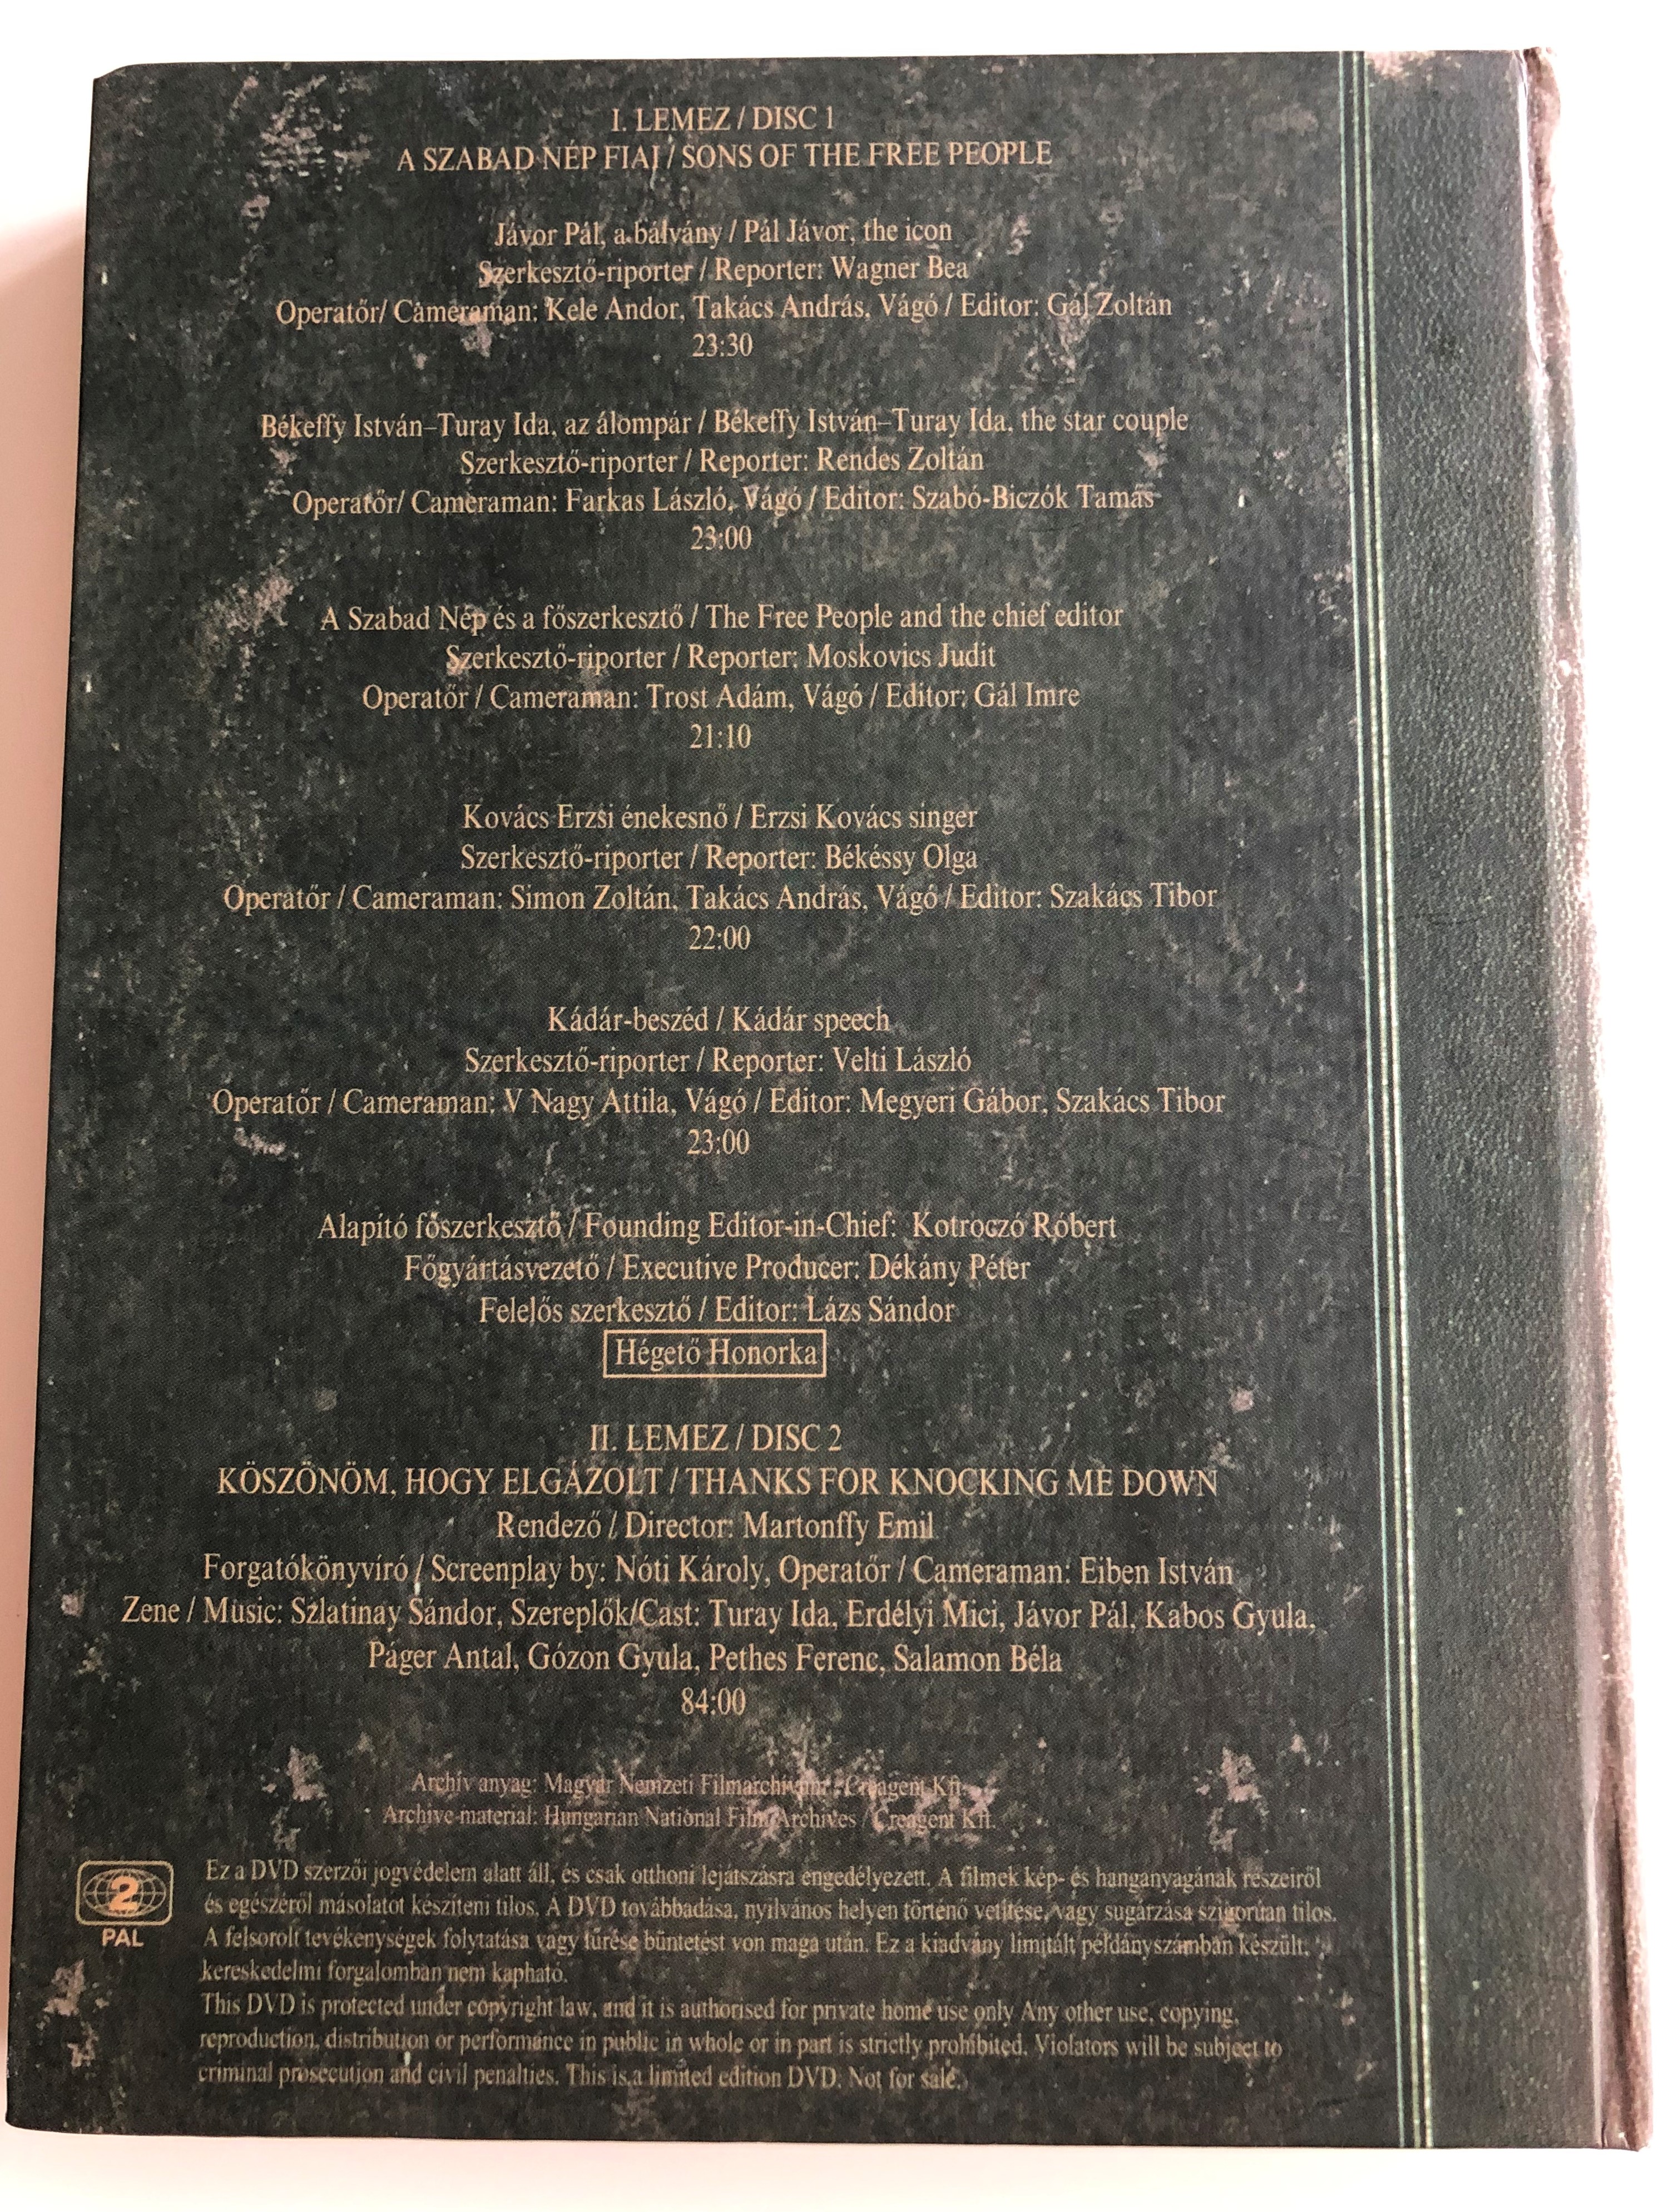 I. LEMEZ / DISC 1
A SZABAD NÉP FIAI / SONS OF THE FREE PEOPLE
Jávor Pál, a bálvány / Pál Jávor, the icon
Szerkesztő-riporter / Reporter: Wagner Bea
Operatőr/ Cameraman: Kele Andor, Takács András, Vágó / Editor: Gál Zoltán
23:30
Békeffy István–Turay Ida, az álompár / Békeffy István–Turay Ida, the star couple
Szerkesztő-riporter / Reporter: Rendes Zoltán
Operatőr/ Cameraman: Farkas László, Vágó / Editor: Szabó-Biczók Tamás
23:00
A Szabad Nép és a főszerkesztő / The Free People and the chief editor
Szerkesztő-riporter / Reporter: Moskovics Judit
Operatőr / Cameraman: Trost Adám, Vágó / Editor: Gál Imre
21:10
Kovács Erzsi énekesnő / Erzsi Kovács singer
Szerkesztő-riporter / Reporter: Békéssy Olga
Operatőr / Cameraman: Simon Zoltán, Takács András, Vágó / Editor: Szakács Tibor
22:00
Kádár-beszéd / Kádár speech
Szerkesztő-riporter / Reporter: Velti László
Operatőr / Cameraman: V Nagy Attila, Vágó / Editor: Megyeri Gábor, Szakács Tibor
23:00
Alapító főszerkesztő / Founding Editor-in-Chief: Kotroczó Róbert
Főgyártásvezető / Executive Producer: Dékány Péter
Felelős szerkesztő / Editor: Lázs Sándor
Hégető Honorka
II. LEMEZ / DISC 2
KÖSZÖNÖM, HOGY ELGÁZOLT / THANKS FOR KNOCKING ME DOWN
Rendező / Director: Martonffy Emil
Forgatókönyvíró / Screenplay by: Nóti Károly, Operatőr / Cameraman: Eiben István
Zene / Music: Szlatinay Sándor, Szereplők/Cast: Turay Ida, Erdélyi Mici, Jávor Pál, Kabos Gyula,
Páger Antal, Gózon Gyula, Pethes Ferenc, Salamon Béla
84:00
Archív anyag: Magyar Nemzeti Filmarchívum / Creagent Kft.
Archive material: Hungarian National Film Archives / Creagent Kft.
2
PAL
Ez a DVD szerzői jogvédelem alatt áll, és csak otthoni lejátszásra engedélyezett. A filmek kép- és hanganyagának részeiről
és egészéről másolatot készíteni tilos. A DVD továbbadása, nyilvános helyen történő vetítése, vagy sugárzása szigorúan tilos.
A felsorolt tevékenységek folytatása vagy tűrése büntetést von maga után. Ez a kiadvány limitált példányszámban készült,
kereskedelmi forgalomban nem kapható.
This DVD is protected under copyright law, and it is authorised for private home use only Any other use, copying,
reproduction, distribution or performance in public in whole or in part is strictly prohibited. Violators will be subject to
criminal prosecution and civil penalties. This is a limited edition DVD. Not for sale.